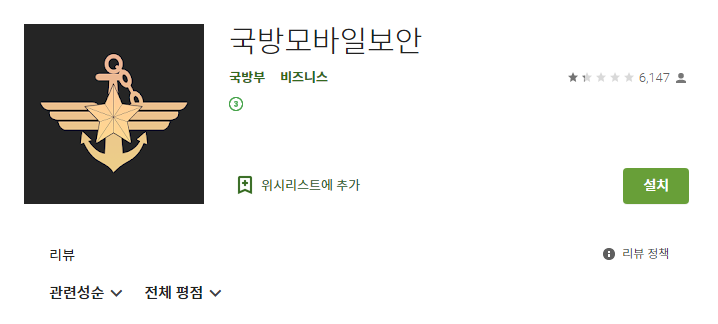 국방모바일보안
국방부 비즈니스
6,147
3
위시리스트에 추가
설치
리뷰
리뷰 정책
관련성순 전체 평점